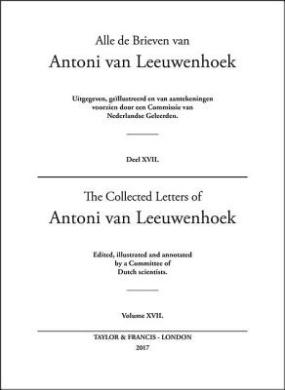 Alle de Brieven van
Antoni van Leeuwenhoek
Uitgegeven, geïllustreerd en van aantekeningen
voorzien door een Commissie van
Nederlandse Geleerden.
Deel XVII.
The Collected Letters of
Antoni van Leeuwenhoek
Edited, illustrated and annotated
by a Committee of
Dutch scientists.
Volume XVII.
TAYLOR & FRANCIS - LONDON
2017